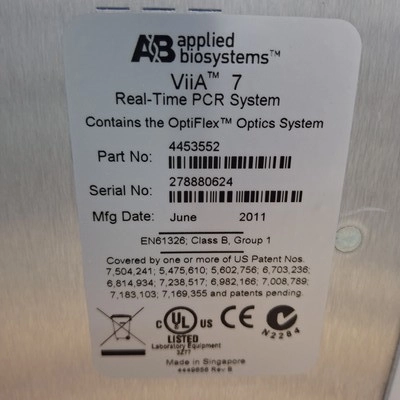 AB applied
biosystems™
ViiA™ 7
Real-Time PCR System
Contains the OptiFlex™ Optics System
Part No: 4453552
Serial No: 278880624
Mfg Date: June 2011
EN61326; Class B, Group 1
Covered by one or more of US Patent Nos.
7,504,241; 5,475,610; 5,602,756; 6,703,236;
6,814,934; 7,238,517; 6,982,166; 7,008,789;
7,183,103; 7,169,355 and patents pending.
c UL US CE N2284
LISTED
Laboratory Equipment
3Z77
Made in Singapore
4449658 Rev B